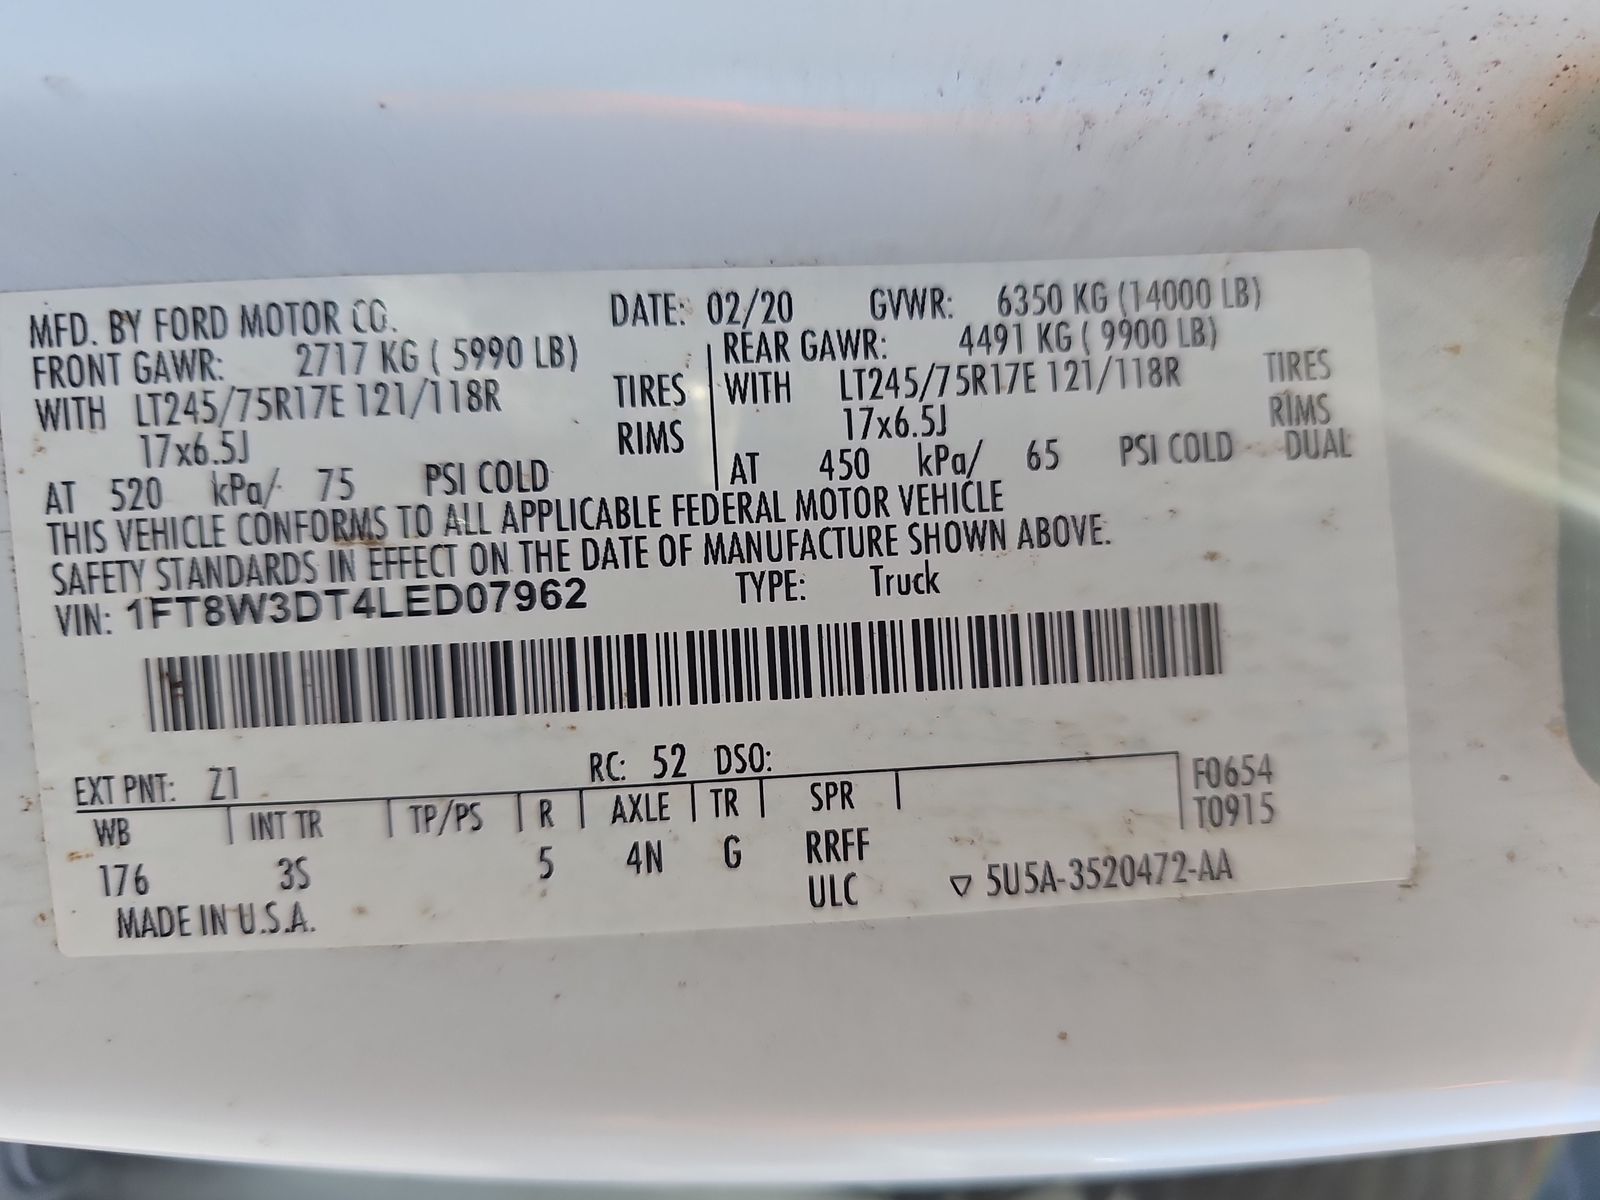 MFD. BY FORD MOTOR CO. DATE: 02/20 GVWR: 6350 KG (14000 LB)
FRONT GAWR: 2717 KG ( 5990 LB) REAR GAWR: 4491 KG ( 9900 LB)
WITH LT245/75R17E 121/118R TIRES WITH LT245/75R17E 121/118R TIRES
17x6.5J RIMS 17x6.5J RIMS
AT 520 kPa/ 75 PSI COLD AT 450 kPa/ 65 PSI COLD DUAL
THIS VEHICLE CONFORMS TO ALL APPLICABLE FEDERAL MOTOR VEHICLE
SAFETY STANDARDS IN EFFECT ON THE DATE OF MANUFACTURE SHOWN ABOVE.
VIN: 1FT8W3DT4LED07962 TYPE: Truck
EXT PNT: Z1 RC: 52 DSO:
WB INT TR TP/PS R AXLE TR SPR F0654
176 3S 5 4N G RRFF T0915
ULC 5U5A-3520472-AA
MADE IN U.S.A.